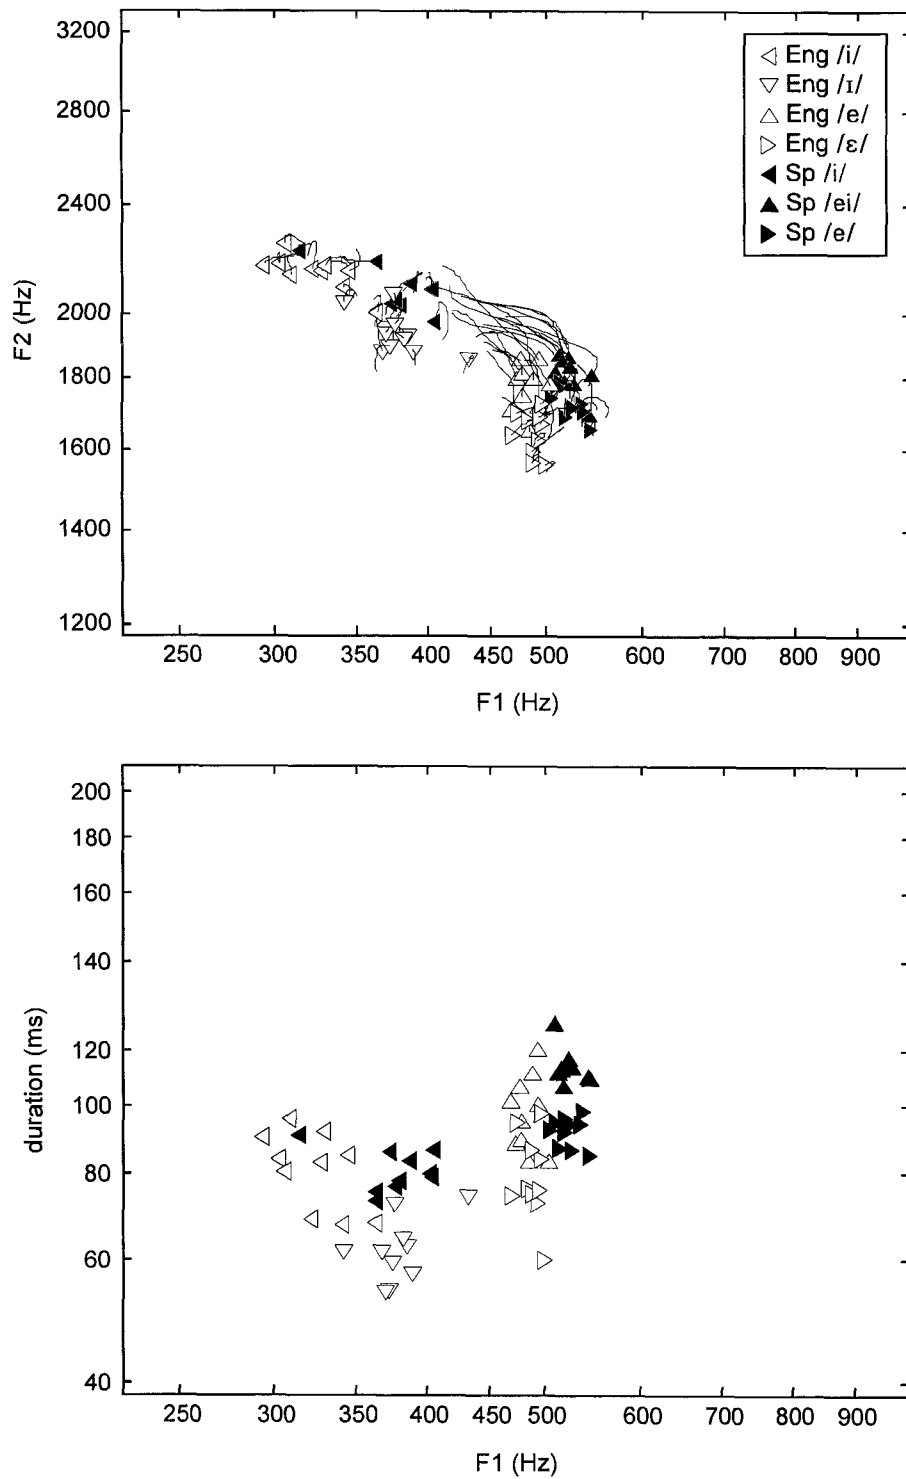 3200
2800
2400
2000
1800
1600
1400
1200
F2 (Hz)
Eng /i/
Eng /ɪ/
Eng /e/
Eng /ɛ/
Sp /i/
Sp /ei/
Sp /e/
250 300 350 400 450 500 600 700 800 900
F1 (Hz)
200
180
160
140
120
100
80
60
40
duration (ms)
250 300 350 400 450 500 600 700 800 900
F1 (Hz)